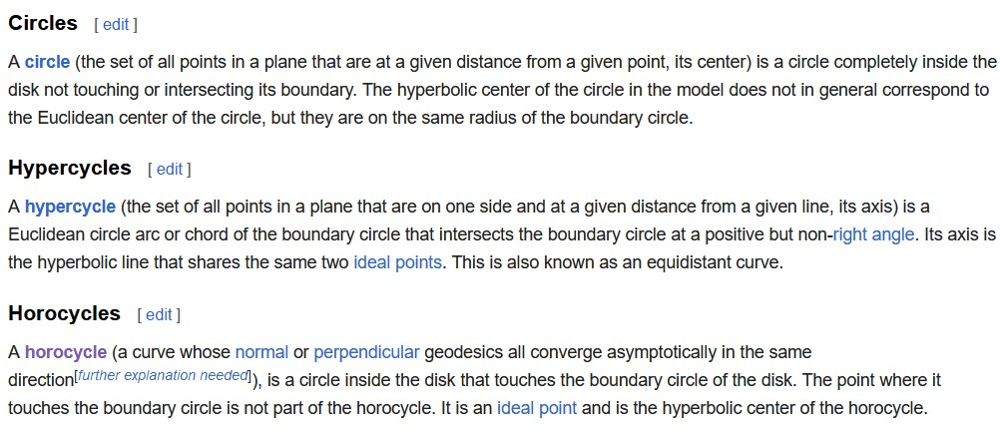 Circles [ edit ]
A circle (the set of all points in a plane that are at a given distance from a given point, its center) is a circle completely inside the
disk not touching or intersecting its boundary. The hyperbolic center of the circle in the model does not in general correspond to
the Euclidean center of the circle, but they are on the same radius of the boundary circle.
Hypercycles [ edit ]
A hypercycle (the set of all points in a plane that are on one side and at a given distance from a given line, its axis) is a
Euclidean circle arc or chord of the boundary circle that intersects the boundary circle at a positive but non-right angle. Its axis is
the hyperbolic line that shares the same two ideal points. This is also known as an equidistant curve.
Horocycles [ edit ]
A horocycle (a curve whose normal or perpendicular geodesics all converge asymptotically in the same
direction[further explanation needed]), is a circle inside the disk that touches the boundary circle of the disk. The point where it
touches the boundary circle is not part of the horocycle. It is an ideal point and is the hyperbolic center of the horocycle.